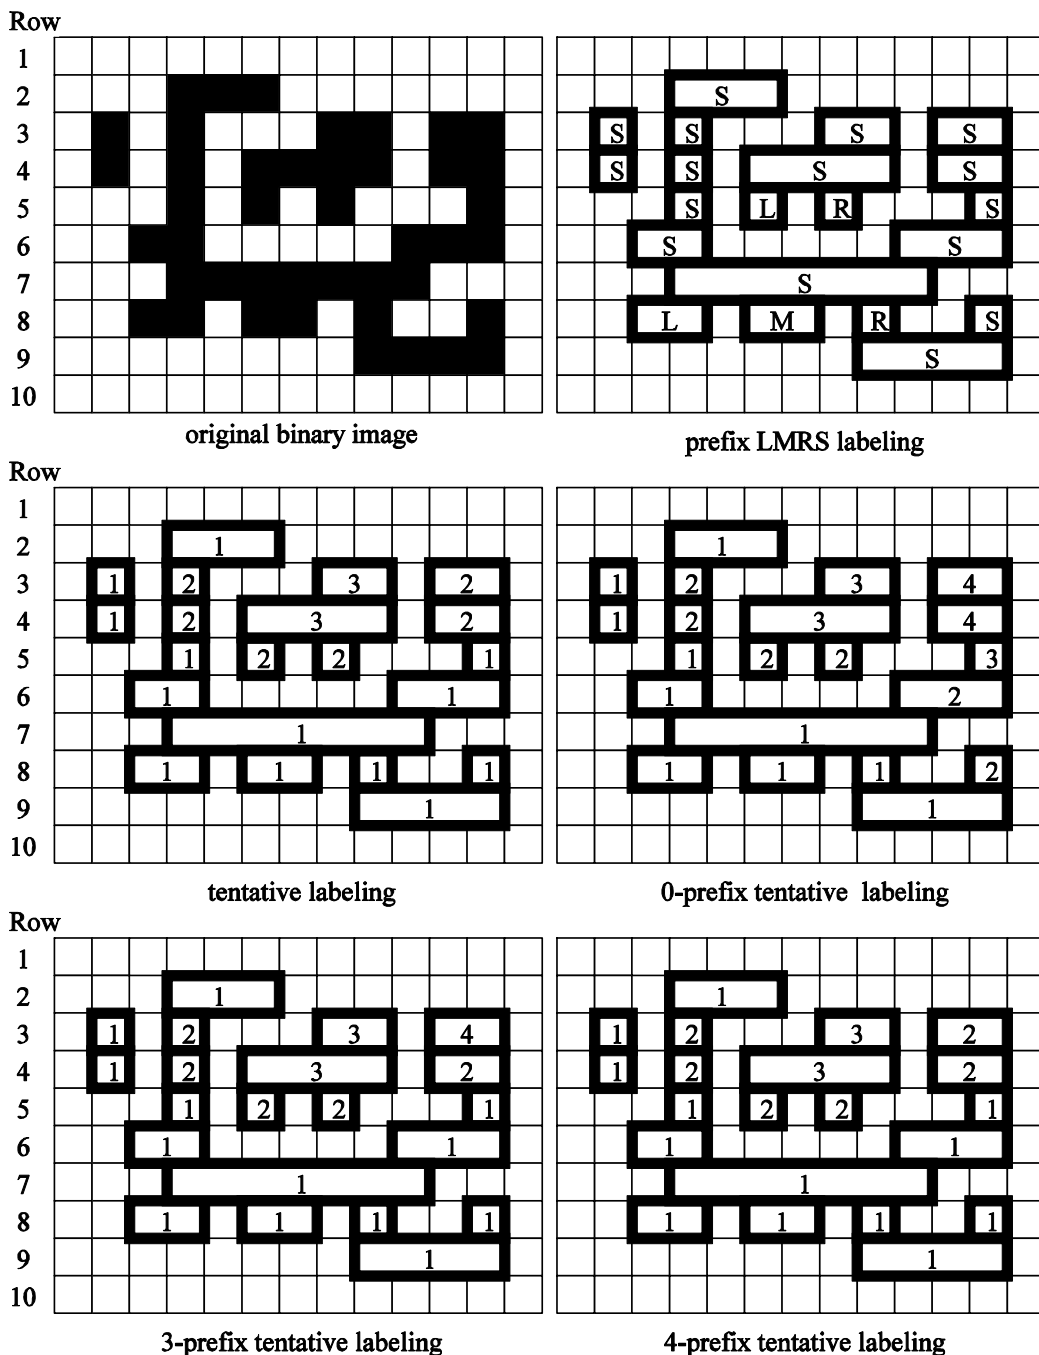 Row
1
2 S
3 S S S S
4 S S S S
5 S L R S
6 S S
7 S
8 L M R S
9 S
10
original binary image prefix LMRS labeling
Row
1
2 1 1
3 1 2 3 2 1 2 3 4
4 1 2 3 2 1 2 3 4
5 1 2 2 1 1 2 2 3
6 1 1 1 2
7 1 1
8 1 1 1 1 1 1 1 2
9 1 1
10
tentative labeling 0-prefix tentative labeling
Row
1
2 1 1
3 1 2 3 4 1 2 3 2
4 1 2 3 2 1 2 3 2
5 1 2 2 1 1 2 2 1
6 1 1 1 1
7 1 1
8 1 1 1 1 1 1 1 1
9 1 1
10
3-prefix tentative labeling 4-prefix tentative labeling